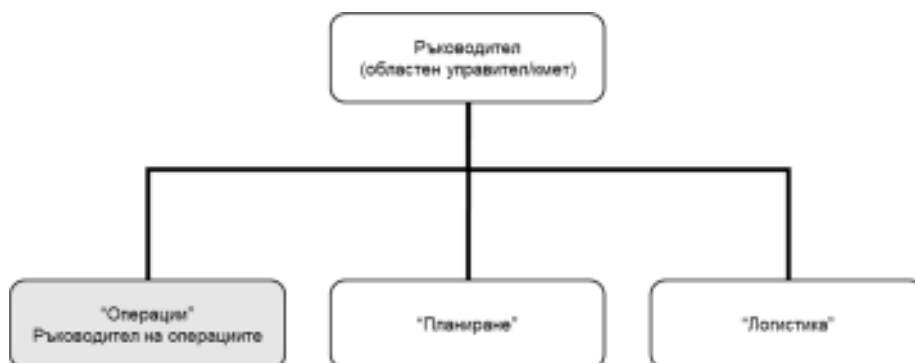 Ръководител
(областен управител/кмет)
"Операции"
Ръководител на операциите
"Планиране"
"Логистика"